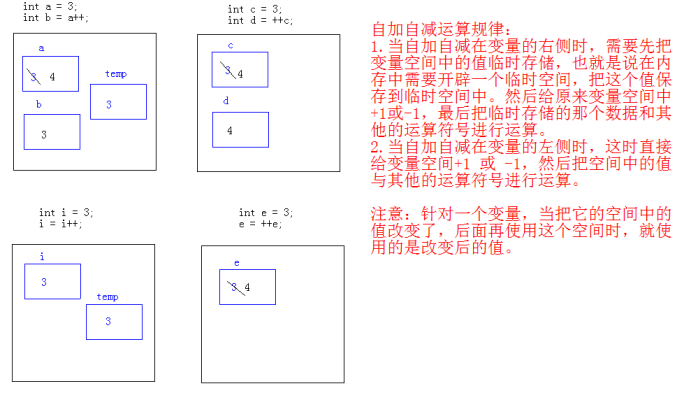 int a = 3;
int b = a++;
a
3 4
temp
3
b
3
int c = 3;
int d = ++c;
c
3 4
d
4
int i = 3;
i = i++;
i
3
temp
3
int e = 3;
e = ++e;
e
3 4
自加自减运算规律:
1.当自加自减在变量的右侧时，需要先把
变量空间中的值临时存储，也就是说在内
存中需要开辟一个临时空间，把这个值保
存到临时空间中。然后给原来变量空间中
+1或-1，最后把临时存储的那个数据和其
他的运算符号进行运算。
2.当自加自减在变量的左侧时，这时直接
给变量空间+1 或 -1，然后把空间中的值
与其他的运算符号进行运算。
注意：针对一个变量，当把它的空间中的
值改变了，后面再使用这个空间时，就使
用的是改变后的值。